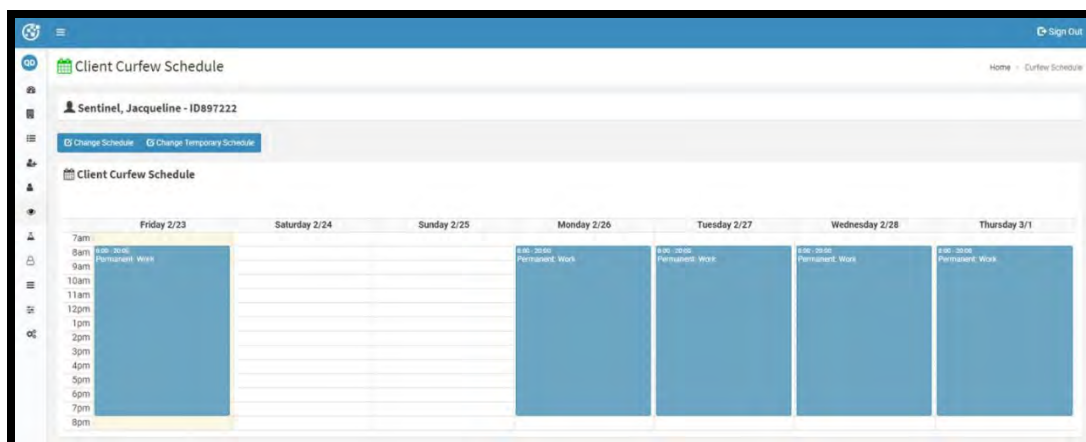 Sign Out
QD
Client Curfew Schedule
Home > Curfew Schedule
Sentinel, Jacqueline - ID897222
Change Schedule Change Temporary Schedule
Client Curfew Schedule
Friday 2/23 Saturday 2/24 Sunday 2/25 Monday 2/26 Tuesday 2/27 Wednesday 2/28 Thursday 3/1
7am
8am 8:00 - 20:00 8:00 - 20:00 8:00 - 20:00 8:00 - 20:00 8:00 - 20:00
Permanent: Work Permanent: Work Permanent: Work Permanent: Work Permanent: Work
9am
10am
11am
12pm
1pm
2pm
3pm
4pm
5pm
6pm
7pm
8pm